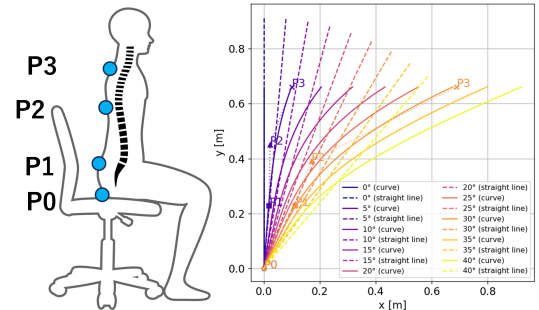 P3
P2
P1
P0
y [m]
0.8
0.6
0.4
0.2
0.0
P3
P3
P2
P0
0° (curve)
0° (straight line)
5° (curve)
5° (straight line)
10° (curve)
10° (straight line)
15° (curve)
15° (straight line)
20° (curve)
20° (straight line)
25° (curve)
25° (straight line)
30° (curve)
30° (straight line)
35° (curve)
35° (straight line)
40° (curve)
40° (straight line)
0.0 0.2 0.4 0.6 0.8
x [m]